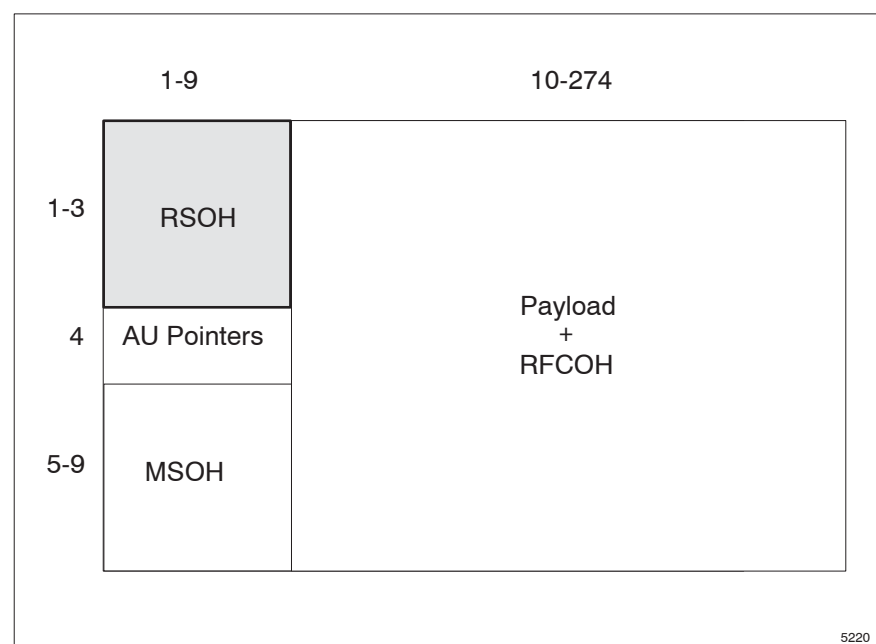 1-9
10-274
1-3
RSOH
4
AU Pointers
Payload
+
RFCOH
5-9
MSOH
5220